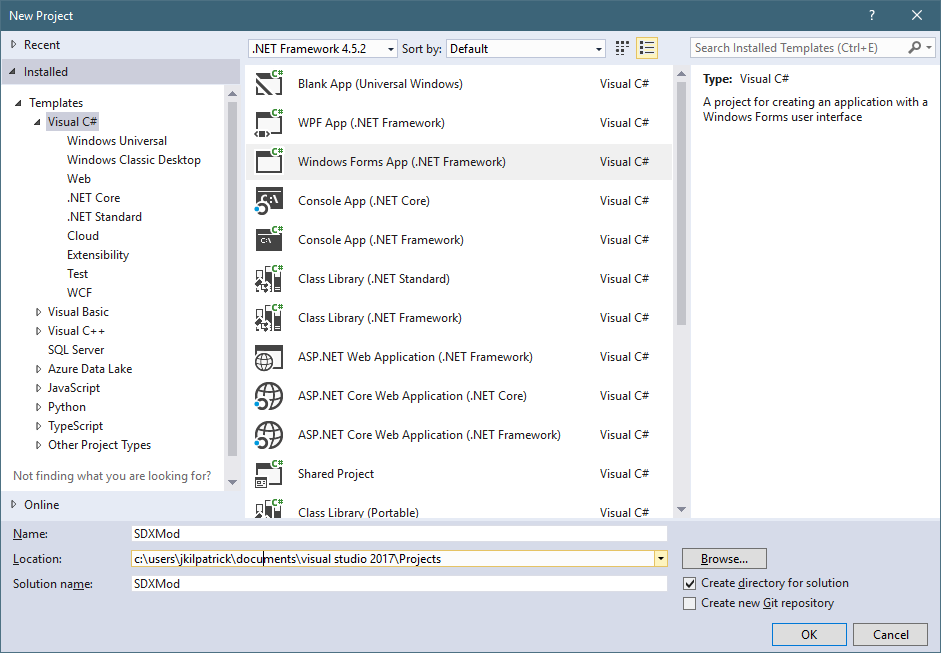 New Project
?
Recent
Installed
Templates
Visual C#
Windows Universal
Windows Classic Desktop
Web
.NET Core
.NET Standard
Cloud
Extensibility
Test
WCF
Visual Basic
Visual C++
SQL Server
Azure Data Lake
JavaScript
Python
TypeScript
Other Project Types
Not finding what you are looking for?
Online
.NET Framework 4.5.2 Sort by: Default
Blank App (Universal Windows) Visual C#
WPF App (.NET Framework) Visual C#
Windows Forms App (.NET Framework) Visual C#
Console App (.NET Core) Visual C#
Console App (.NET Framework) Visual C#
Class Library (.NET Standard) Visual C#
Class Library (.NET Framework) Visual C#
ASP.NET Web Application (.NET Framework) Visual C#
ASP.NET Core Web Application (.NET Core) Visual C#
ASP.NET Core Web Application (.NET Framework) Visual C#
Shared Project Visual C#
Class Library (Portable) Visual C#
Search Installed Templates (Ctrl+E)
Type: Visual C#
A project for creating an application with a
Windows Forms user interface
Name: SDXMod
Location: c:\users\jkilpatrick\documents\visual studio 2017\Projects
Browse...
Solution name: SDXMod
Create directory for solution
Create new Git repository
OK
Cancel